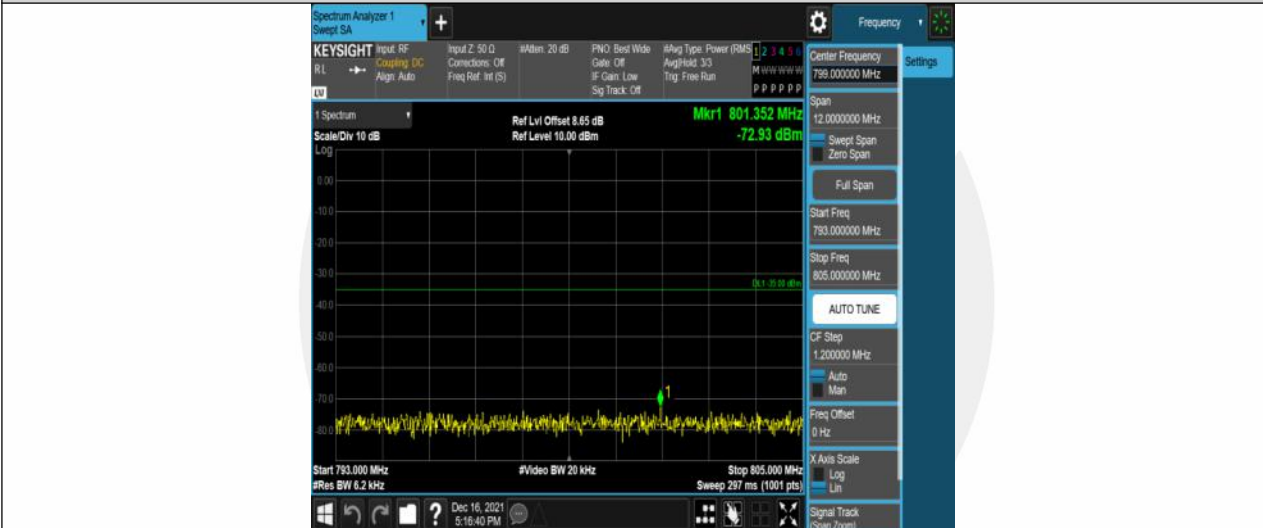 Spectrum Analyzer 1
Swept SA
+
Frequency
KEYSIGHT
Input: RF
Coupling: DC
Align: Auto
RL
LV
Input Z: 50 Ω
Corrections: Off
Freq Ref: Int (S)
#Atten: 20 dB
PNO: Best Wide
Gate: Off
IF Gain: Low
Sig Track: Off
#Avg Type: Power (RMS
Avg|Hold: 3/3
Trig: Free Run
1 2 3 4 5 6
M W W W W W
P P P P P P
Center Frequency
799.000000 MHz
Settings
1 Spectrum
Scale/Div 10 dB
Log
Ref Lvl Offset 8.65 dB
Ref Level 10.00 dBm
Mkr1 801.352 MHz
-72.93 dBm
Span
12.0000000 MHz
Swept Span
Zero Span
Full Span
Start Freq
793.000000 MHz
Stop Freq
805.000000 MHz
AUTO TUNE
CF Step
1.200000 MHz
Auto
Man
Freq Offset
0 Hz
X Axis Scale
Log
Lin
Signal Track
(Span Zoom)
0.00
-10.0
-20.0
-30.0
DL1 -35.00 dBm
-40.0
-50.0
-60.0
-70.0
1
-80.0
Start 793.000 MHz
#Video BW 20 kHz
Stop 805.000 MHz
#Res BW 6.2 kHz
Sweep 297 ms (1001 pts)
?
Dec 16, 2021
5:16:40 PM